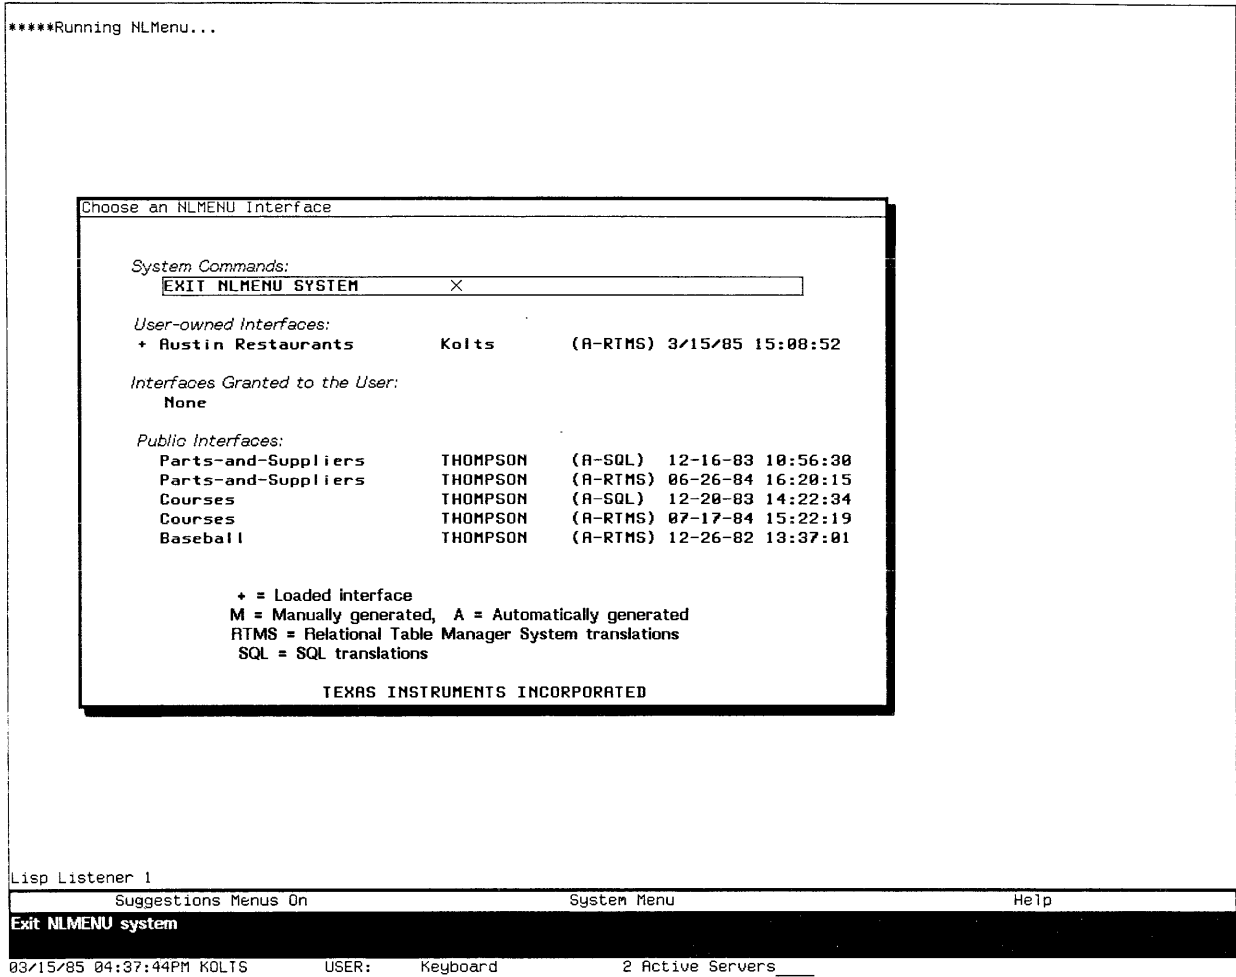 *****Running NLMenu...
Choose an NLMENU Interface
System Commands:
EXIT NLMENU SYSTEM
User-owned Interfaces:
+ Austin Restaurants Kolts (A-RTMS) 3/15/85 15:08:52
Interfaces Granted to the User:
None
Public Interfaces:
Parts-and-Suppliers THOMPSON (A-SQL) 12-16-83 10:56:30
Parts-and-Suppliers THOMPSON (A-RTMS) 06-26-84 16:20:15
Courses THOMPSON (A-SQL) 12-20-83 14:22:34
Courses THOMPSON (A-RTMS) 07-17-84 15:22:19
Baseball THOMPSON (A-RTMS) 12-26-82 13:37:01
+ = Loaded interface
M = Manually generated, A = Automatically generated
RTMS = Relational Table Manager System translations
SQL = SQL translations
TEXAS INSTRUMENTS INCORPORATED
Lisp Listener 1
Suggestions Menus On System Menu Help
Exit NLMENU system
03/15/85 04:37:44PM KOLTS USER: Keyboard 2 Active Servers